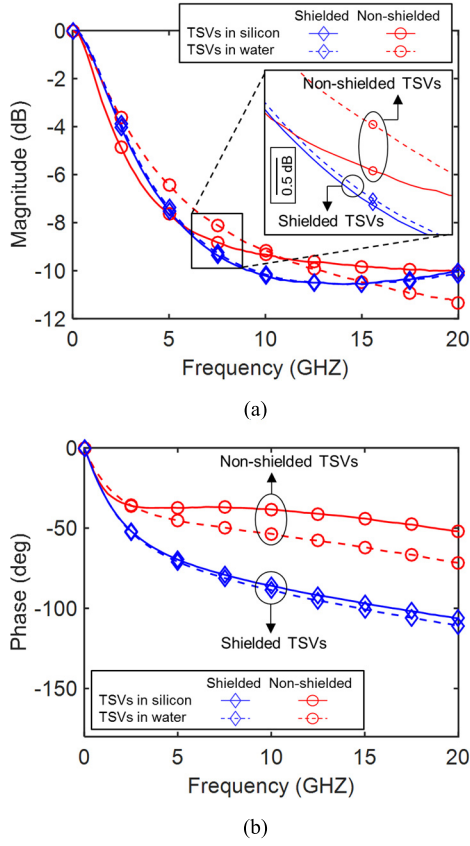 Shielded Non-shielded
TSVs in silicon
TSVs in water
0
-2
-4
-6
-8
-10
-12
Magnitude (dB)
Non-shielded TSVs
0.5 dB
Shielded TSVs
0 5 10 15 20
Frequency (GHZ)
(a)
0
-50
-100
-150
Phase (deg)
Non-shielded TSVs
Shielded TSVs
Shielded Non-shielded
TSVs in silicon
TSVs in water
0 5 10 15 20
Frequency (GHZ)
(b)